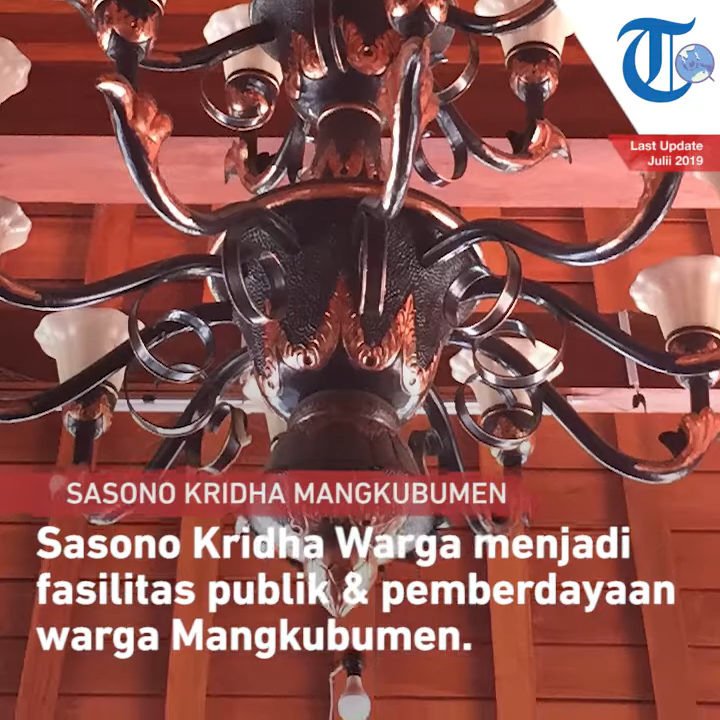 T
Last Update
Julii 2019
SASONO KRIDHA MANGKUBUMEN
Sasono Kridha Warga menjadi
fasilitas publik & pemberdayaan
warga Mangkubumen.